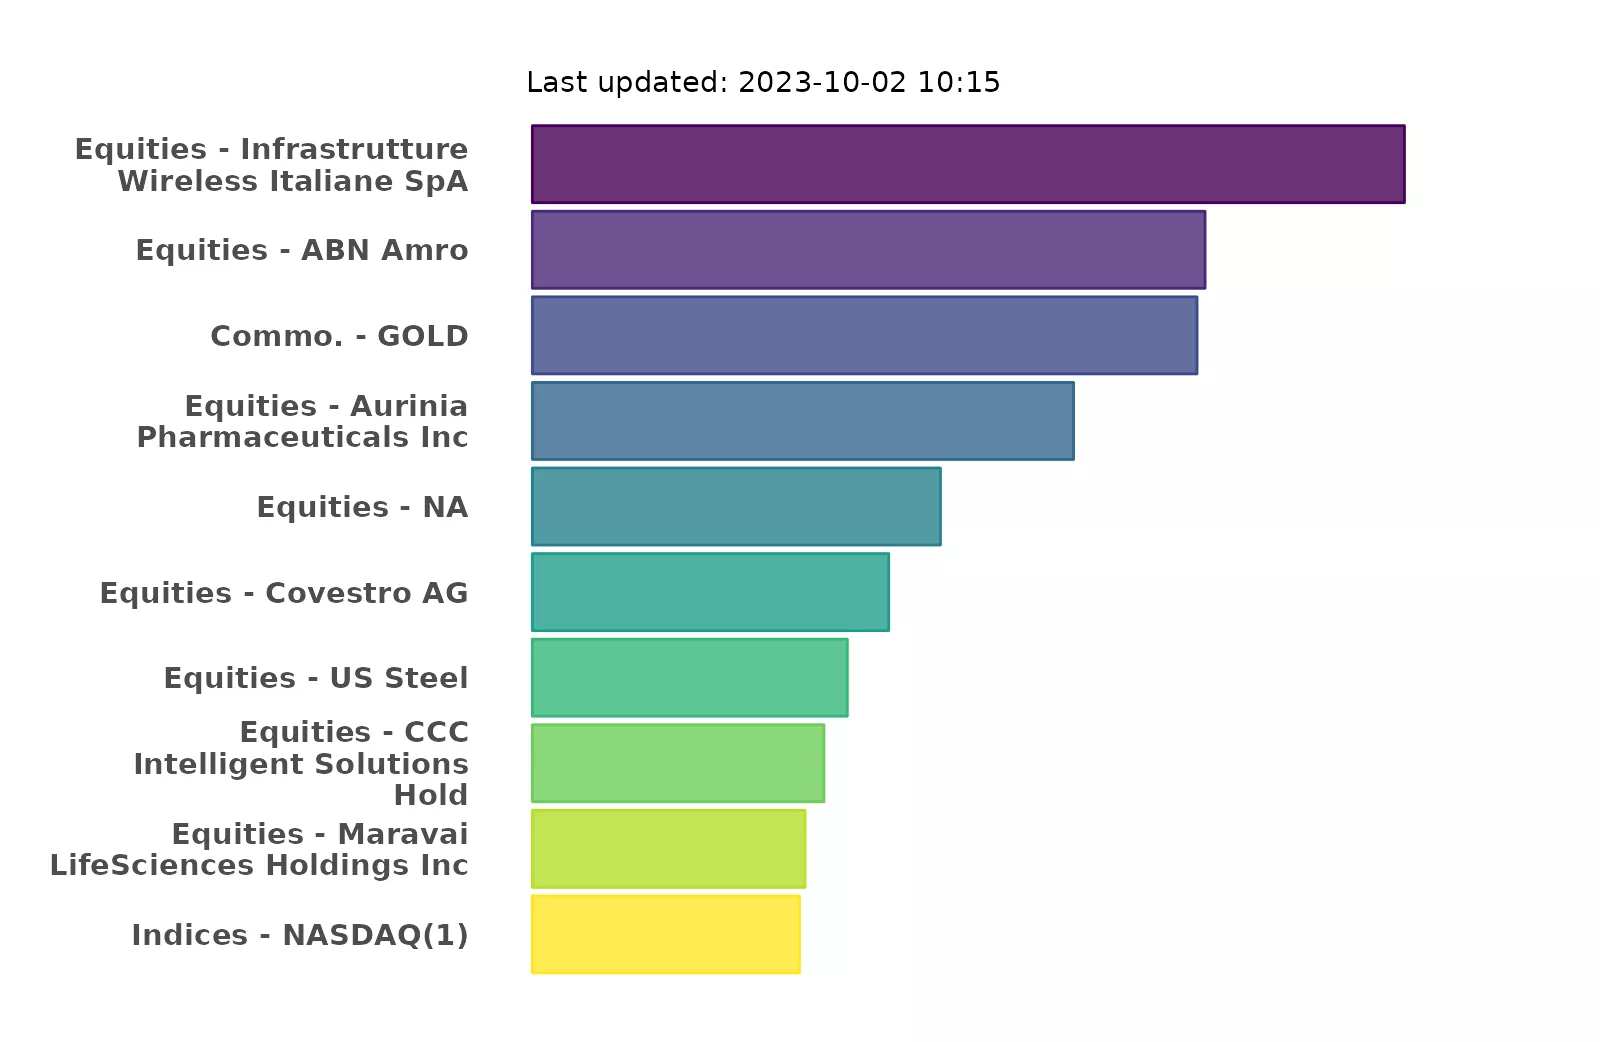 Last updated: 2023-10-02 10:15
Equities - Infrastrutture
Wireless Italiane SpA
Equities - ABN Amro
Commo. - GOLD
Equities - Aurinia
Pharmaceuticals Inc
Equities - NA
Equities - Covestro AG
Equities - US Steel
Equities - CCC
Intelligent Solutions
Hold
Equities - Maravai
LifeSciences Holdings Inc
Indices - NASDAQ(1)